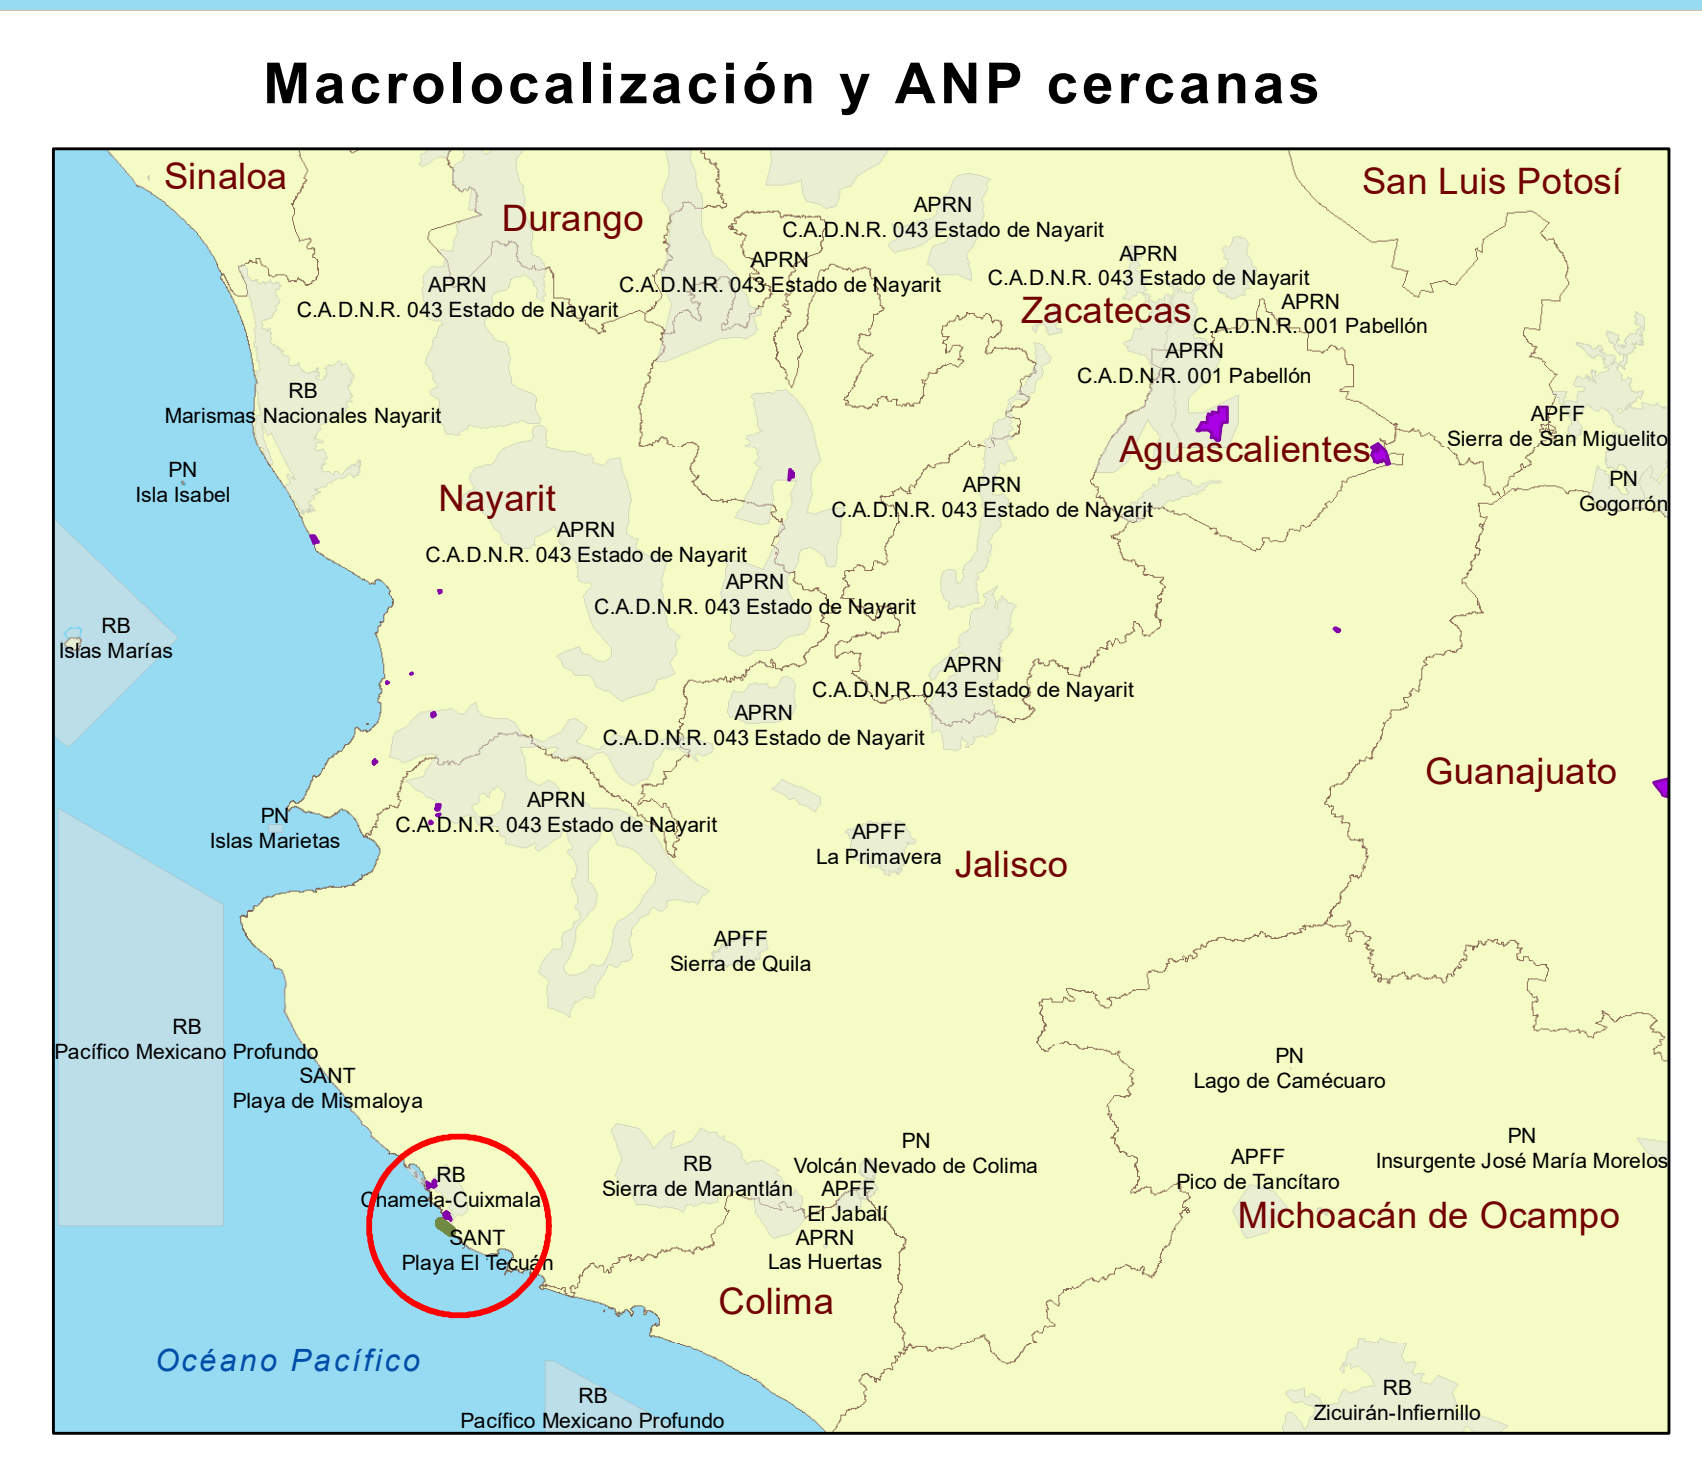 Macrolocalización y ANP cercanas
Sinaloa
San Luis Potosí
Durango
APRN
C.A.D.N.R. 043 Estado de Nayarit
APRN
C.A.D.N.R. 043 Estado de Nayarit
APRN
C.A.D.N.R. 043 Estado de Nayarit
APRN
C.A.D.N.R. 043 Estado de Nayarit
Zacatecas
APRN
C.A.D.N.R. 001 Pabellón
APRN
C.A.D.N.R. 001 Pabellón
RB
Marismas Nacionales Nayarit
APFF
Sierra de San Miguelito
Aguascalientes
PN
Isla Isabel
PN
Gogorrón
Nayarit
APRN
C.A.D.N.R. 043 Estado de Nayarit
APRN
C.A.D.N.R. 043 Estado de Nayarit
APRN
C.A.D.N.R. 043 Estado de Nayarit
RB
Islas Marías
APRN
C.A.D.N.R. 043 Estado de Nayarit
APRN
C.A.D.N.R. 043 Estado de Nayarit
Guanajuato
APRN
C.A.D.N.R. 043 Estado de Nayarit
PN
Islas Marietas
APFF
La Primavera
Jalisco
APFF
Sierra de Quila
RB
Pacífico Mexicano Profundo
SANT
Playa de Mismaloya
PN
Lago de Camécuaro
PN
Insurgente José María Morelos
PN
Volcán Nevado de Colima
RB
Sierra de Manantlán
APFF
Pico de Tancítaro
RB
Chamela-Cuixmala
APFF
El Jabalí
Michoacán de Ocampo
SANT
Playa El Tecuán
APRN
Las Huertas
Colima
Océano Pacífico
RB
Pacífico Mexicano Profundo
RB
Zicuirán-Infiernillo